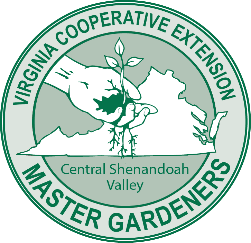 VIRGINIA COOPERATIVE EXTENSION
Central Shenandoah
Valley
MASTER GARDENERS